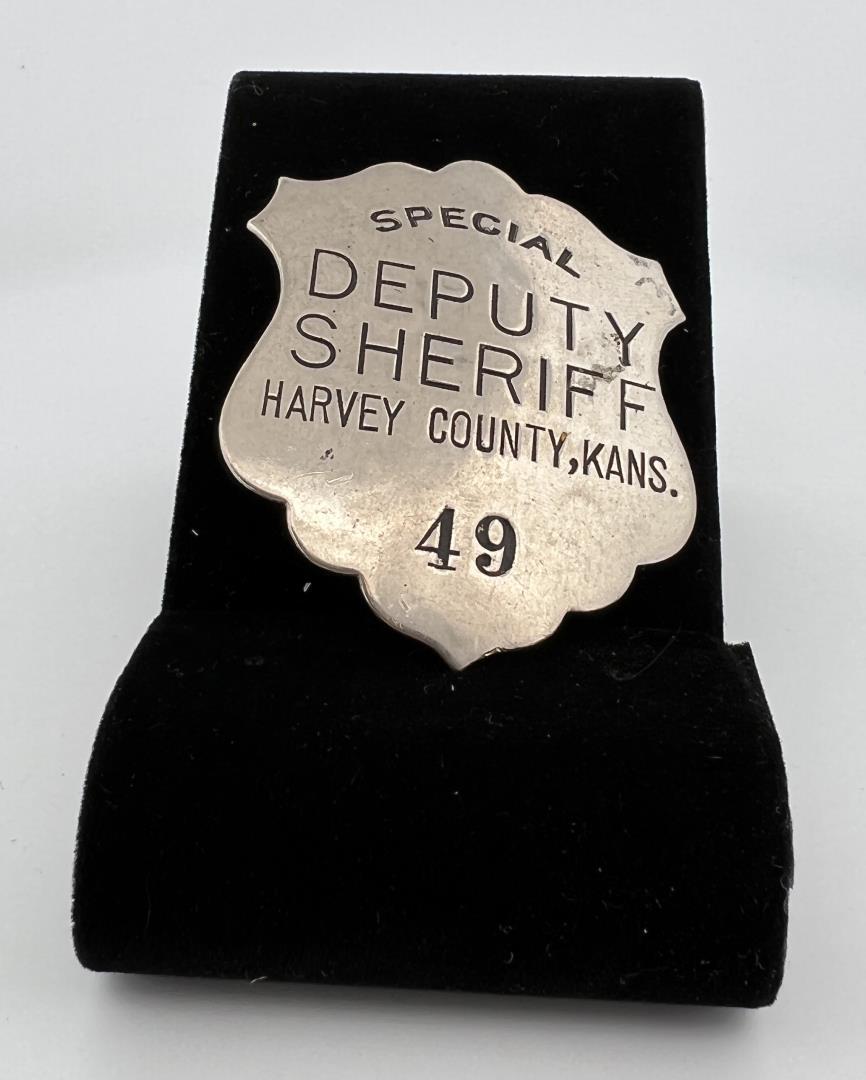 SPECIAL
DEPUTY
SHERIFF
HARVEY COUNTY, KANS.
49